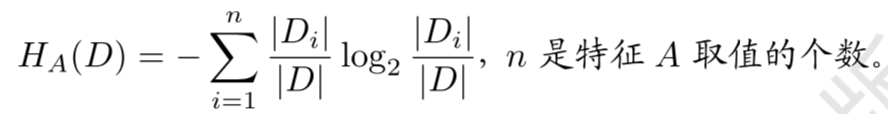 H_A(D) = -\sum_{i=1}^{n} \frac{|D_i|}{|D|} \log_2 \frac{|D_i|}{|D|}, n 是特征 A 取值的个数。